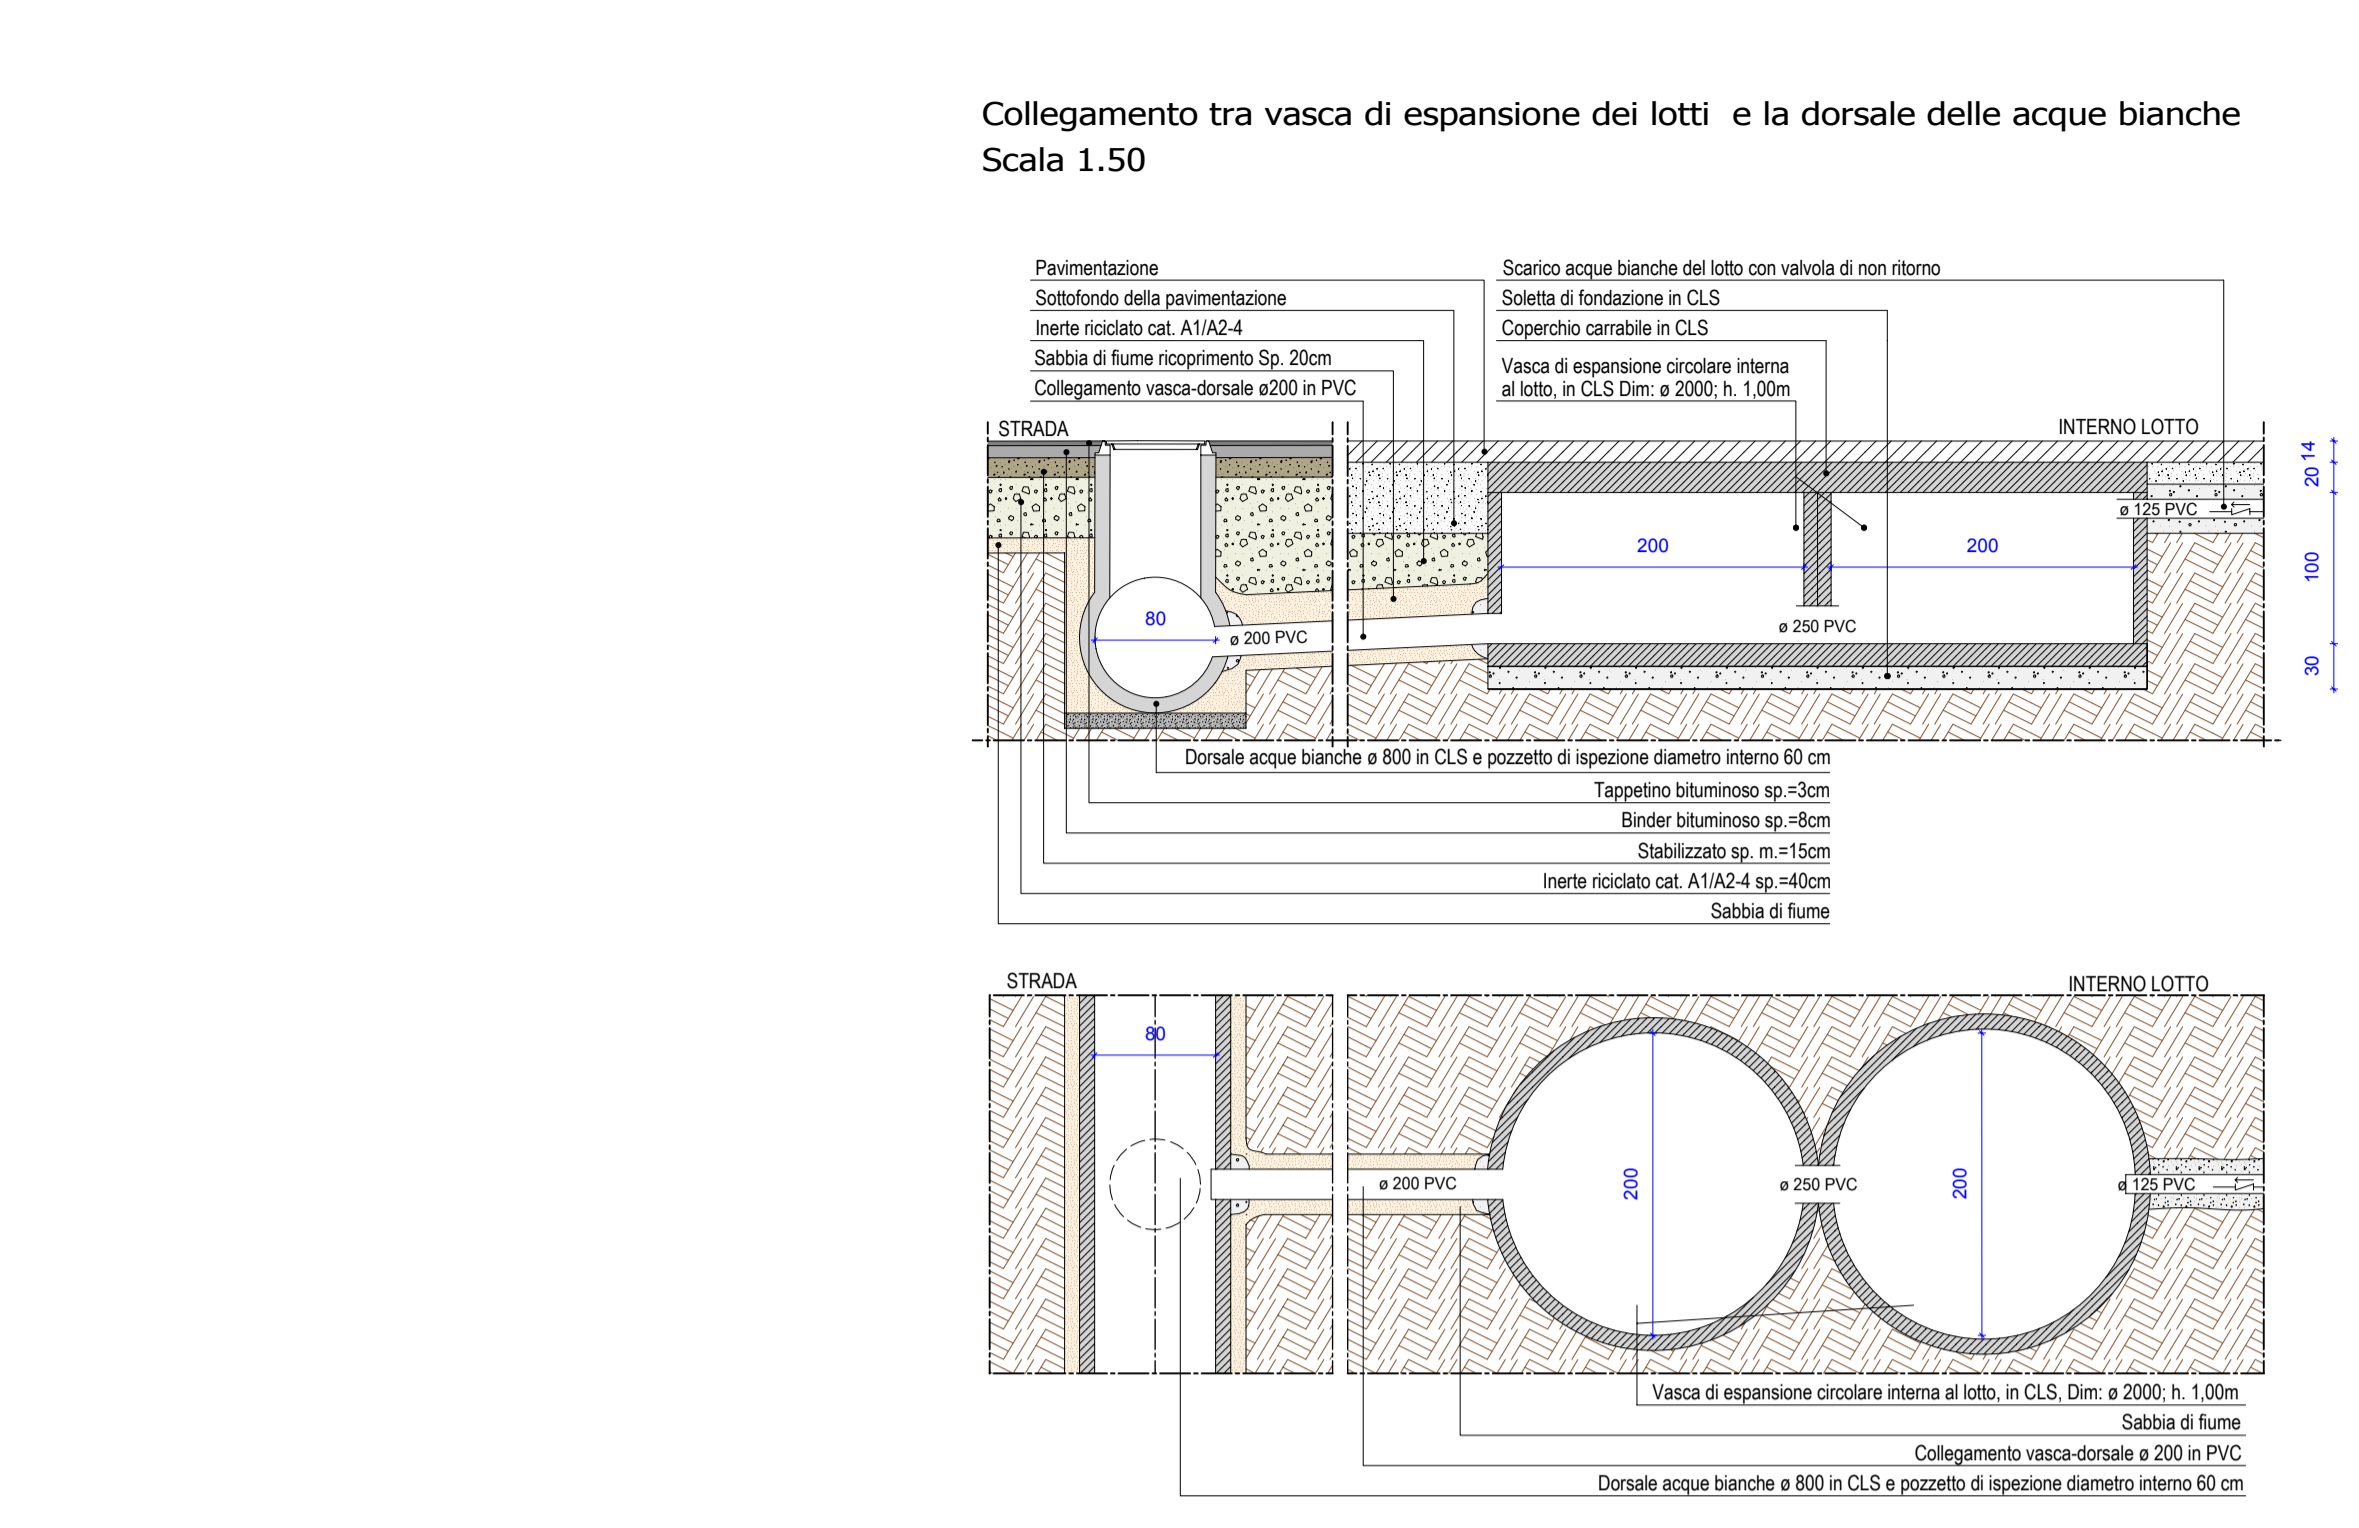 Collegamento tra vasca di espansione dei lotti e la dorsale delle acque bianche
Scala 1.50
Pavimentazione
Sottofondo della pavimentazione
Inerte riciclato cat. A1/A2-4
Sabbia di fiume ricoprimento Sp. 20cm
Collegamento vasca-dorsale ø200 in PVC
Scarico acque bianche del lotto con valvola di non ritorno
Soletta di fondazione in CLS
Coperchio carrabile in CLS
Vasca di espansione circolare interna
al lotto, in CLS Dim: ø 2000; h. 1,00m
STRADA
INTERNO LOTTO
14
20
100
30
ø 125 PVC
200
200
80
ø 200 PVC
ø 250 PVC
Dorsale acque bianche ø 800 in CLS e pozzetto di ispezione diametro interno 60 cm
Tappetino bituminoso sp.=3cm
Binder bituminoso sp.=8cm
Stabilizzato sp. m.=15cm
Inerte riciclato cat. A1/A2-4 sp.=40cm
Sabbia di fiume
STRADA
INTERNO LOTTO
80
ø 200 PVC
200
ø 250 PVC
200
ø 125 PVC
Vasca di espansione circolare interna al lotto, in CLS, Dim: ø 2000; h. 1,00m
Sabbia di fiume
Collegamento vasca-dorsale ø 200 in PVC
Dorsale acque bianche ø 800 in CLS e pozzetto di ispezione diametro interno 60 cm